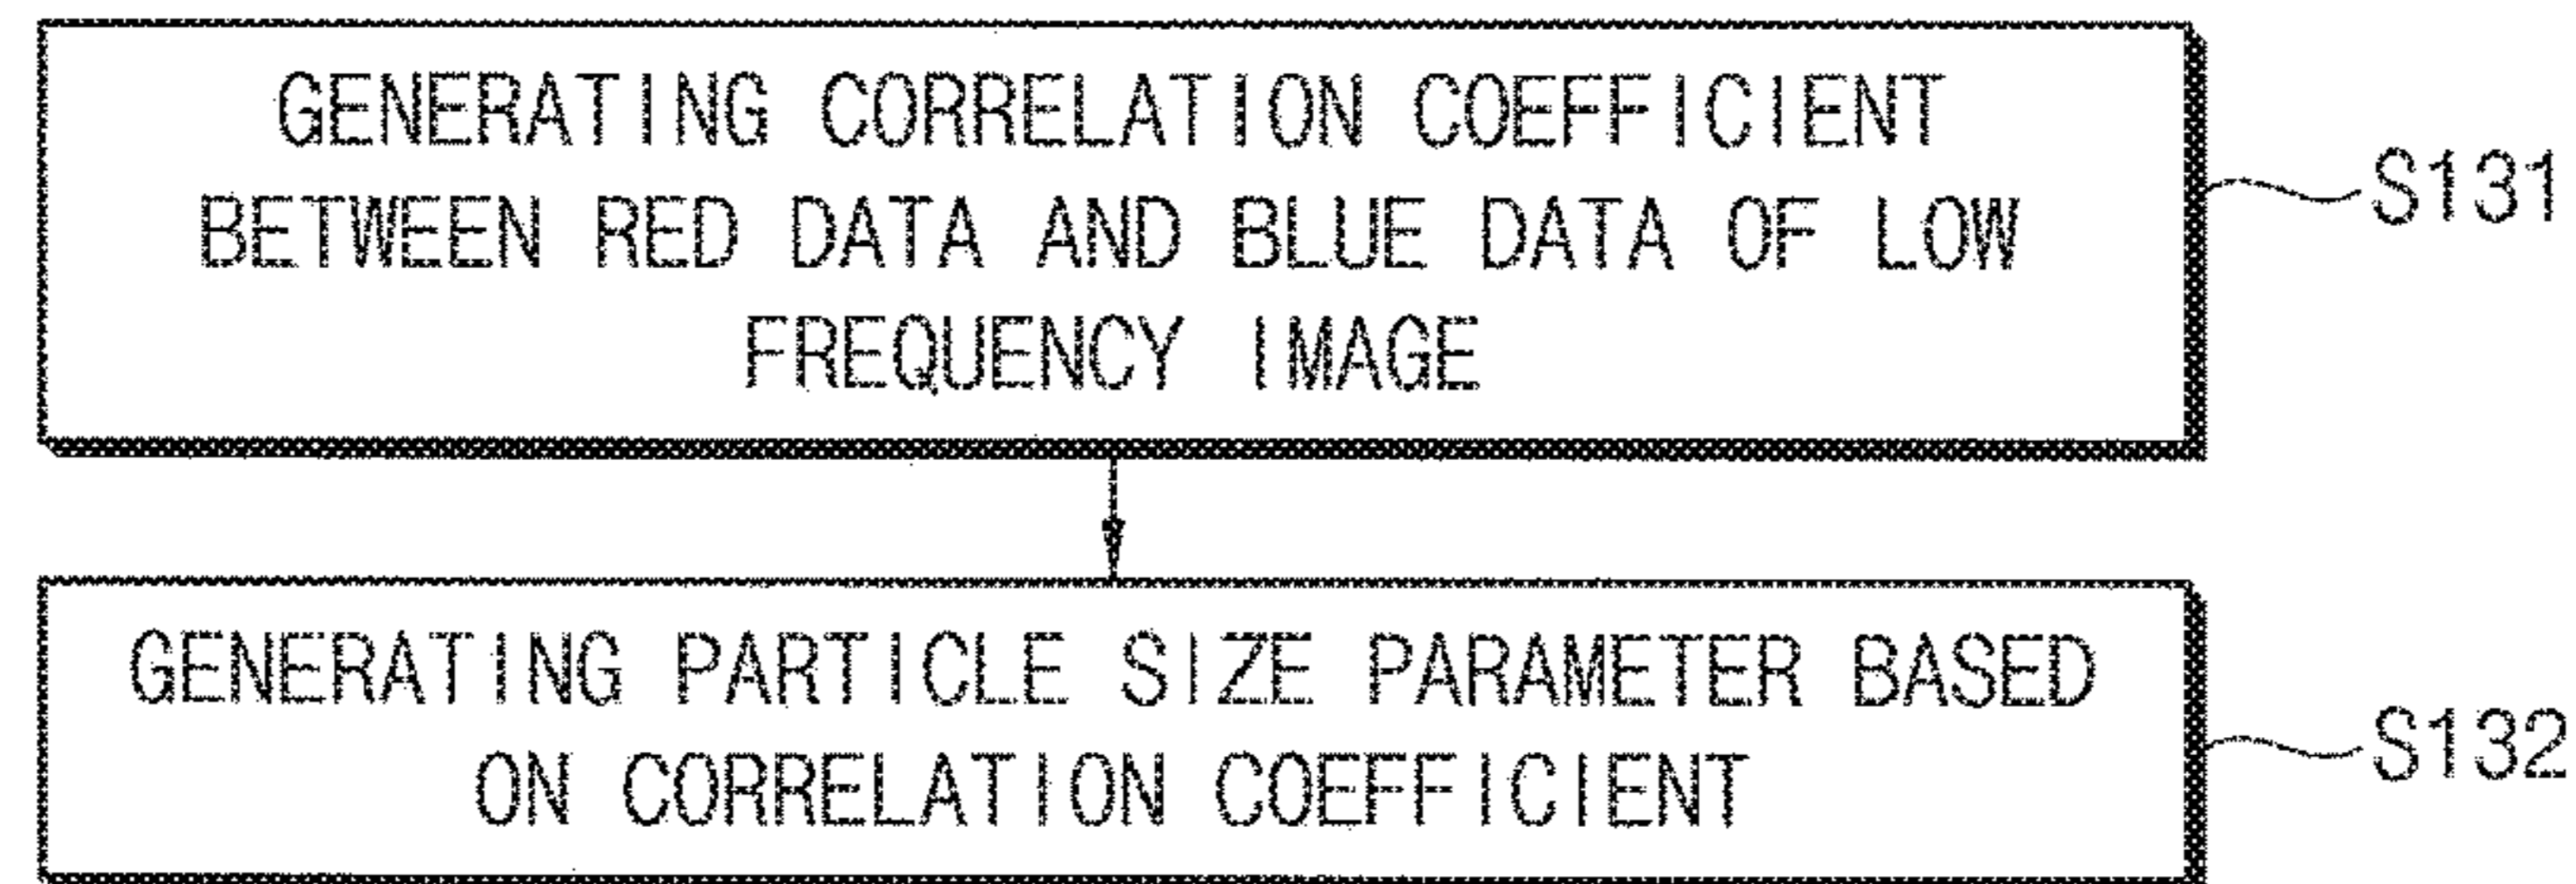 GENERATING CORRELATION COEFFICIENT
BETWEEN RED DATA AND BLUE DATA OF LOW
FREQUENCY IMAGE
S131
GENERATING PARTICLE SIZE PARAMETER BASED
ON CORRELATION COEFFICIENT
S132